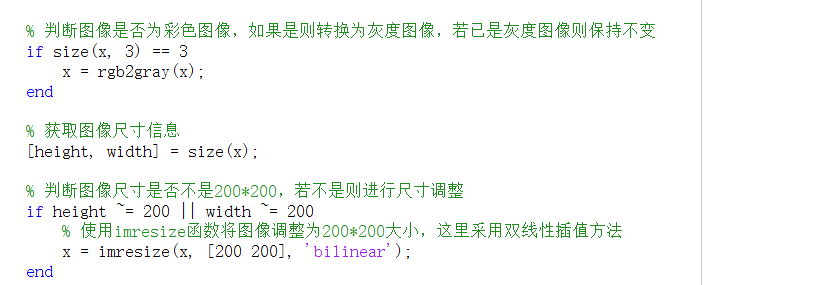 % 判断图像是否为彩色图像，如果是则转换为灰度图像，若已是灰度图像则保持不变
if size(x, 3) == 3
    x = rgb2gray(x);
end
% 获取图像尺寸信息
[height, width] = size(x);
% 判断图像尺寸是否不是200*200，若不是则进行尺寸调整
if height ~= 200 || width ~= 200
    % 使用imresize函数将图像调整为200*200大小，这里采用双线性插值方法
    x = imresize(x, [200 200], 'bilinear');
end